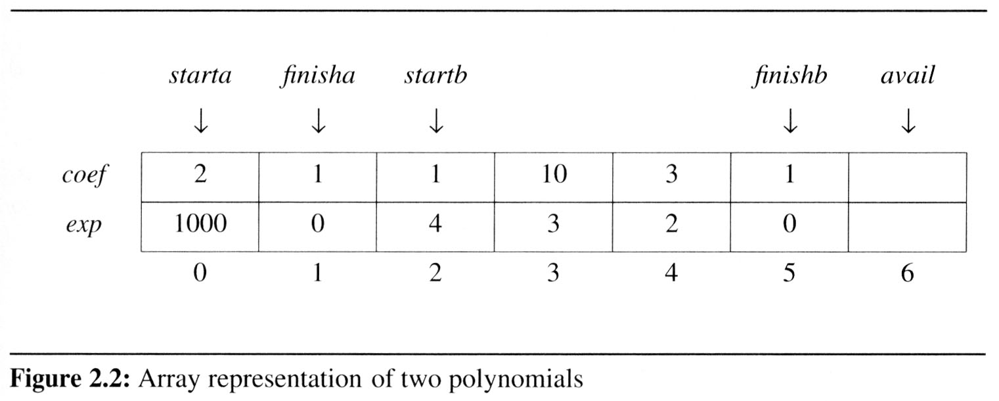 starta finisha startb finishb avail
↓ ↓ ↓ ↓ ↓
coef 2 1 1 10 3 1
exp 1000 0 4 3 2 0
0 1 2 3 4 5 6
Figure 2.2: Array representation of two polynomials